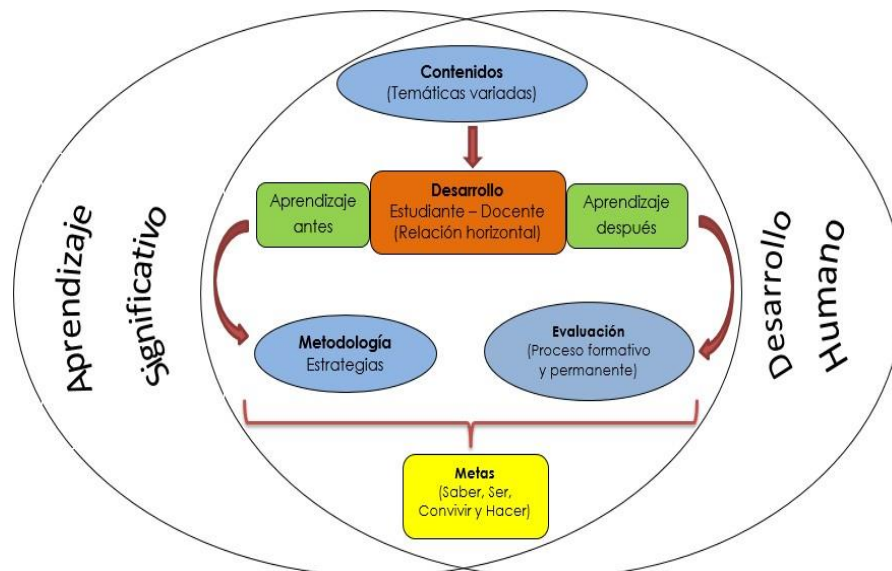 Contenidos
(Temáticas variadas)
Aprendizaje
antes
Desarrollo
Estudiante – Docente
(Relación horizontal)
Aprendizaje
después
Aprendizaje
Significativo
Desarrollo
Humano
Metodología
Estrategias
Evaluación
(Proceso formativo
y permanente)
Metas
(Saber, Ser,
Convivir y Hacer)